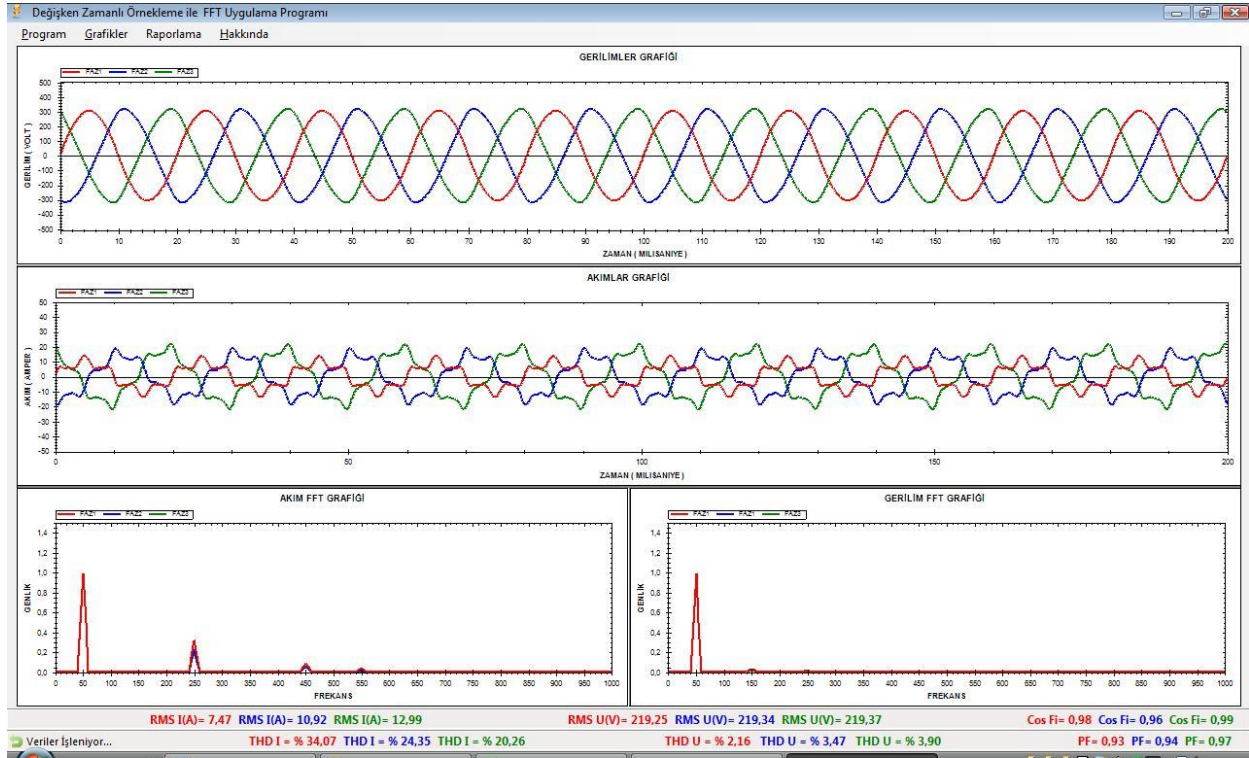 Değişken Zamanlı Örnekleme ile FFT Uygulama Programı
Program Grafikler Raporlama Hakkında
GERİLİMLER GRAFİĞİ
FAZ1 FAZ2 FAZ3
500
400
300
200
100
0
-100
-200
-300
-400
-500
GERİLİM ( VOLT )
0 10 20 30 40 50 60 70 80 90 100 110 120 130 140 150 160 170 180 190 200
ZAMAN ( MILISANIYE )
AKIMLAR GRAFİĞİ
FAZ1 FAZ2 FAZ3
50
40
30
20
10
0
-10
-20
-30
-40
-50
AKIM ( AMPER )
0 50 100 150 200
ZAMAN ( MILISANIYE )
AKIM FFT GRAFİĞİ
FAZ1 FAZ2 FAZ3
1,4
1,2
1,0
0,8
0,6
0,4
0,2
0,0
GENLİK
0 50 100 150 200 250 300 350 400 450 500 550 600 650 700 750 800 850 900 950 1000
FREKANS
GERİLİM FFT GRAFİĞİ
FAZ1 FAZ1 FAZ3
1,4
1,2
1,0
0,8
0,6
0,4
0,2
0,0
GENLİK
0 50 100 150 200 250 300 350 400 450 500 550 600 650 700 750 800 850 900 950 1000
FREKANS
RMS I(A)= 7,47 RMS I(A)= 10,92 RMS I(A)= 12,99 RMS U(V)= 219,25 RMS U(V)= 219,34 RMS U(V)= 219,37 Cos Fi= 0,98 Cos Fi= 0,96 Cos Fi= 0,99
Veriler İşleniyor... THD I = % 34,07 THD I = % 24,35 THD I = % 20,26 THD U = % 2,16 THD U = % 3,47 THD U = % 3,90 PF= 0,93 PF= 0,94 PF= 0,97